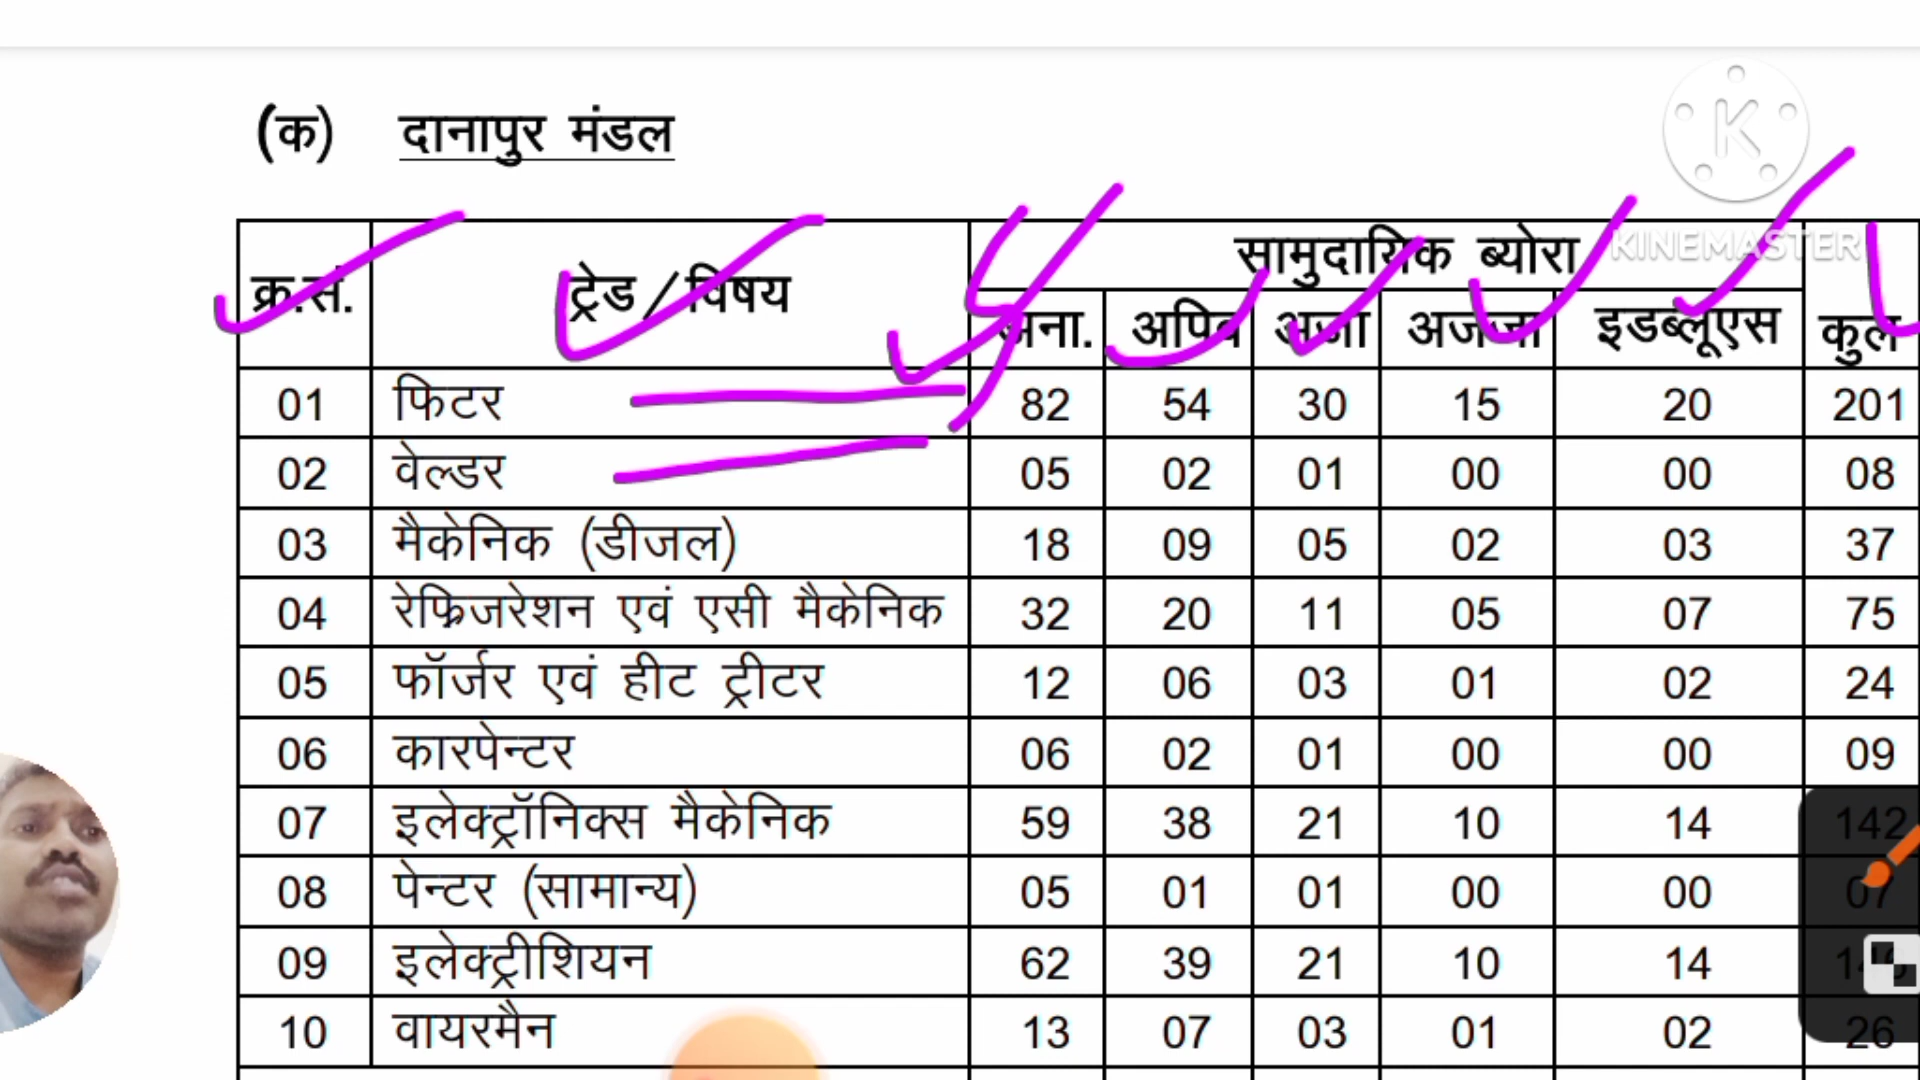 (क) दानापुर मंडल
K
KINEMASTER
क्र.सं. ट्रेड/विषय सामुदायिक ब्योरा कुल
अना. अपिव अजा अजजा इडब्लूएस
01 फिटर 82 54 30 15 20 201
02 वेल्डर 05 02 01 00 00 08
03 मैकेनिक (डीजल) 18 09 05 02 03 37
04 रेफ्रिजरेशन एवं एसी मैकेनिक 32 20 11 05 07 75
05 फॉर्जर एवं हीट ट्रीटर 12 06 03 01 02 24
06 कारपेन्टर 06 02 01 00 00 09
07 इलेक्ट्रॉनिक्स मैकेनिक 59 38 21 10 14 142
08 पेन्टर (सामान्य) 05 01 01 00 00 07
09 इलेक्ट्रीशियन 62 39 21 10 14
10 वायरमैन 13 07 03 01 02 26